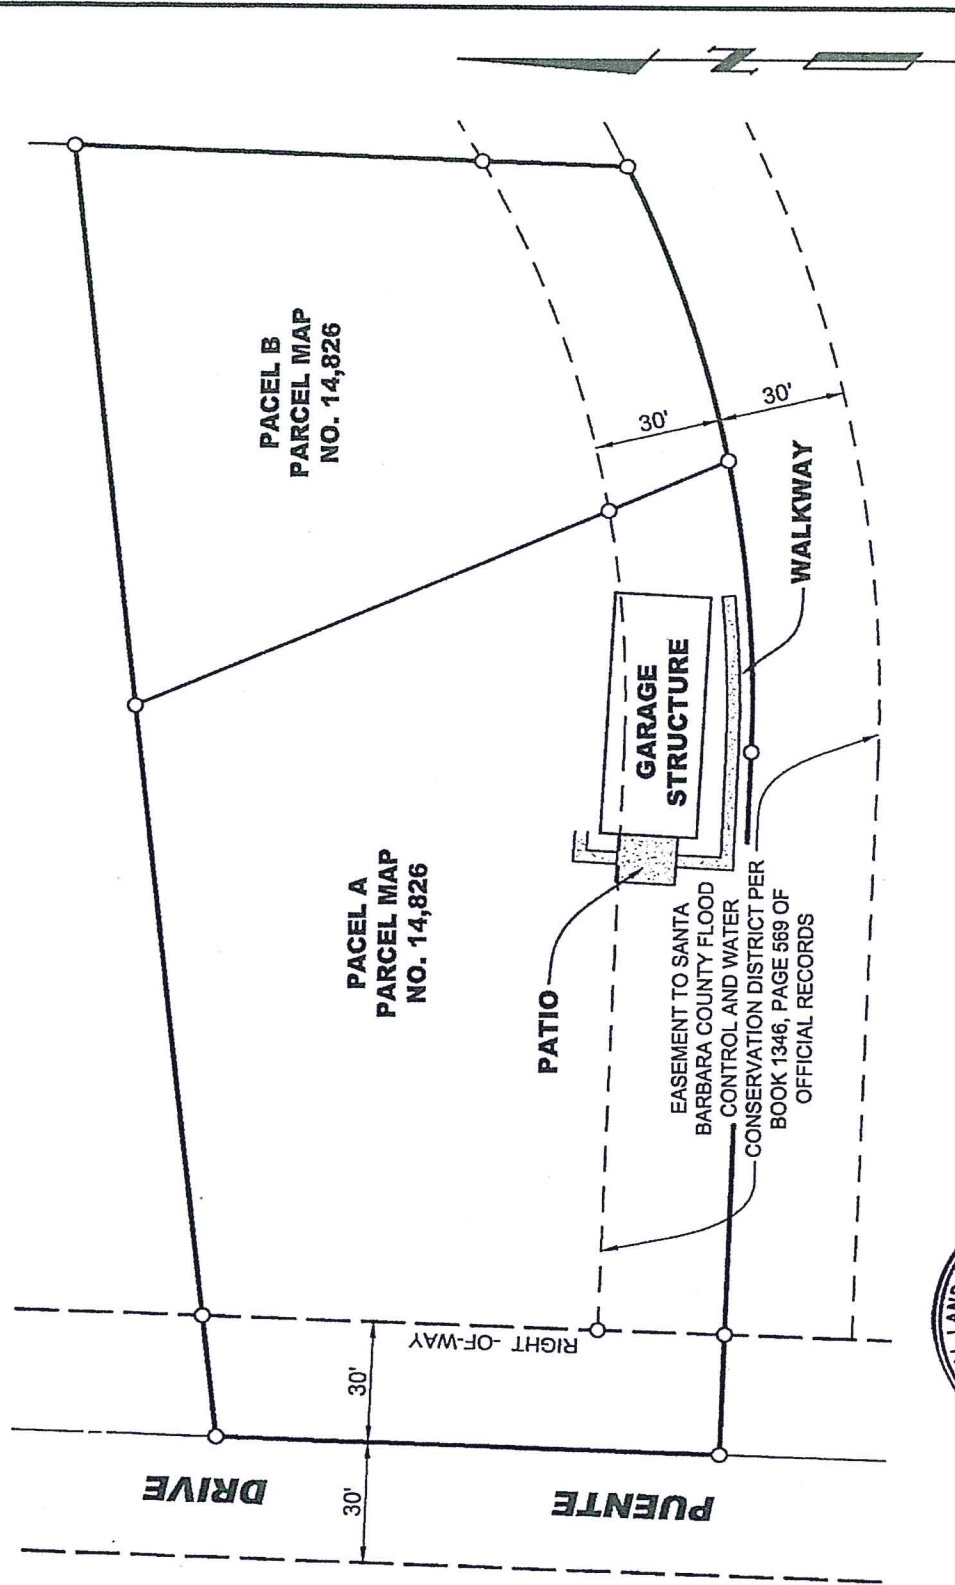 N
PACEL B
PARCEL MAP
NO. 14,826
30'
30'
WALKWAY
GARAGE
STRUCTURE
PACEL A
PARCEL MAP
NO. 14,826
PATIO
EASEMENT TO SANTA
BARBARA COUNTY FLOOD
CONTROL AND WATER
CONSERVATION DISTRICT PER
BOOK 1346, PAGE 569 OF
OFFICIAL RECORDS
RIGHT -OF-WAY
30'
30'
PUENTE DRIVE
LAND